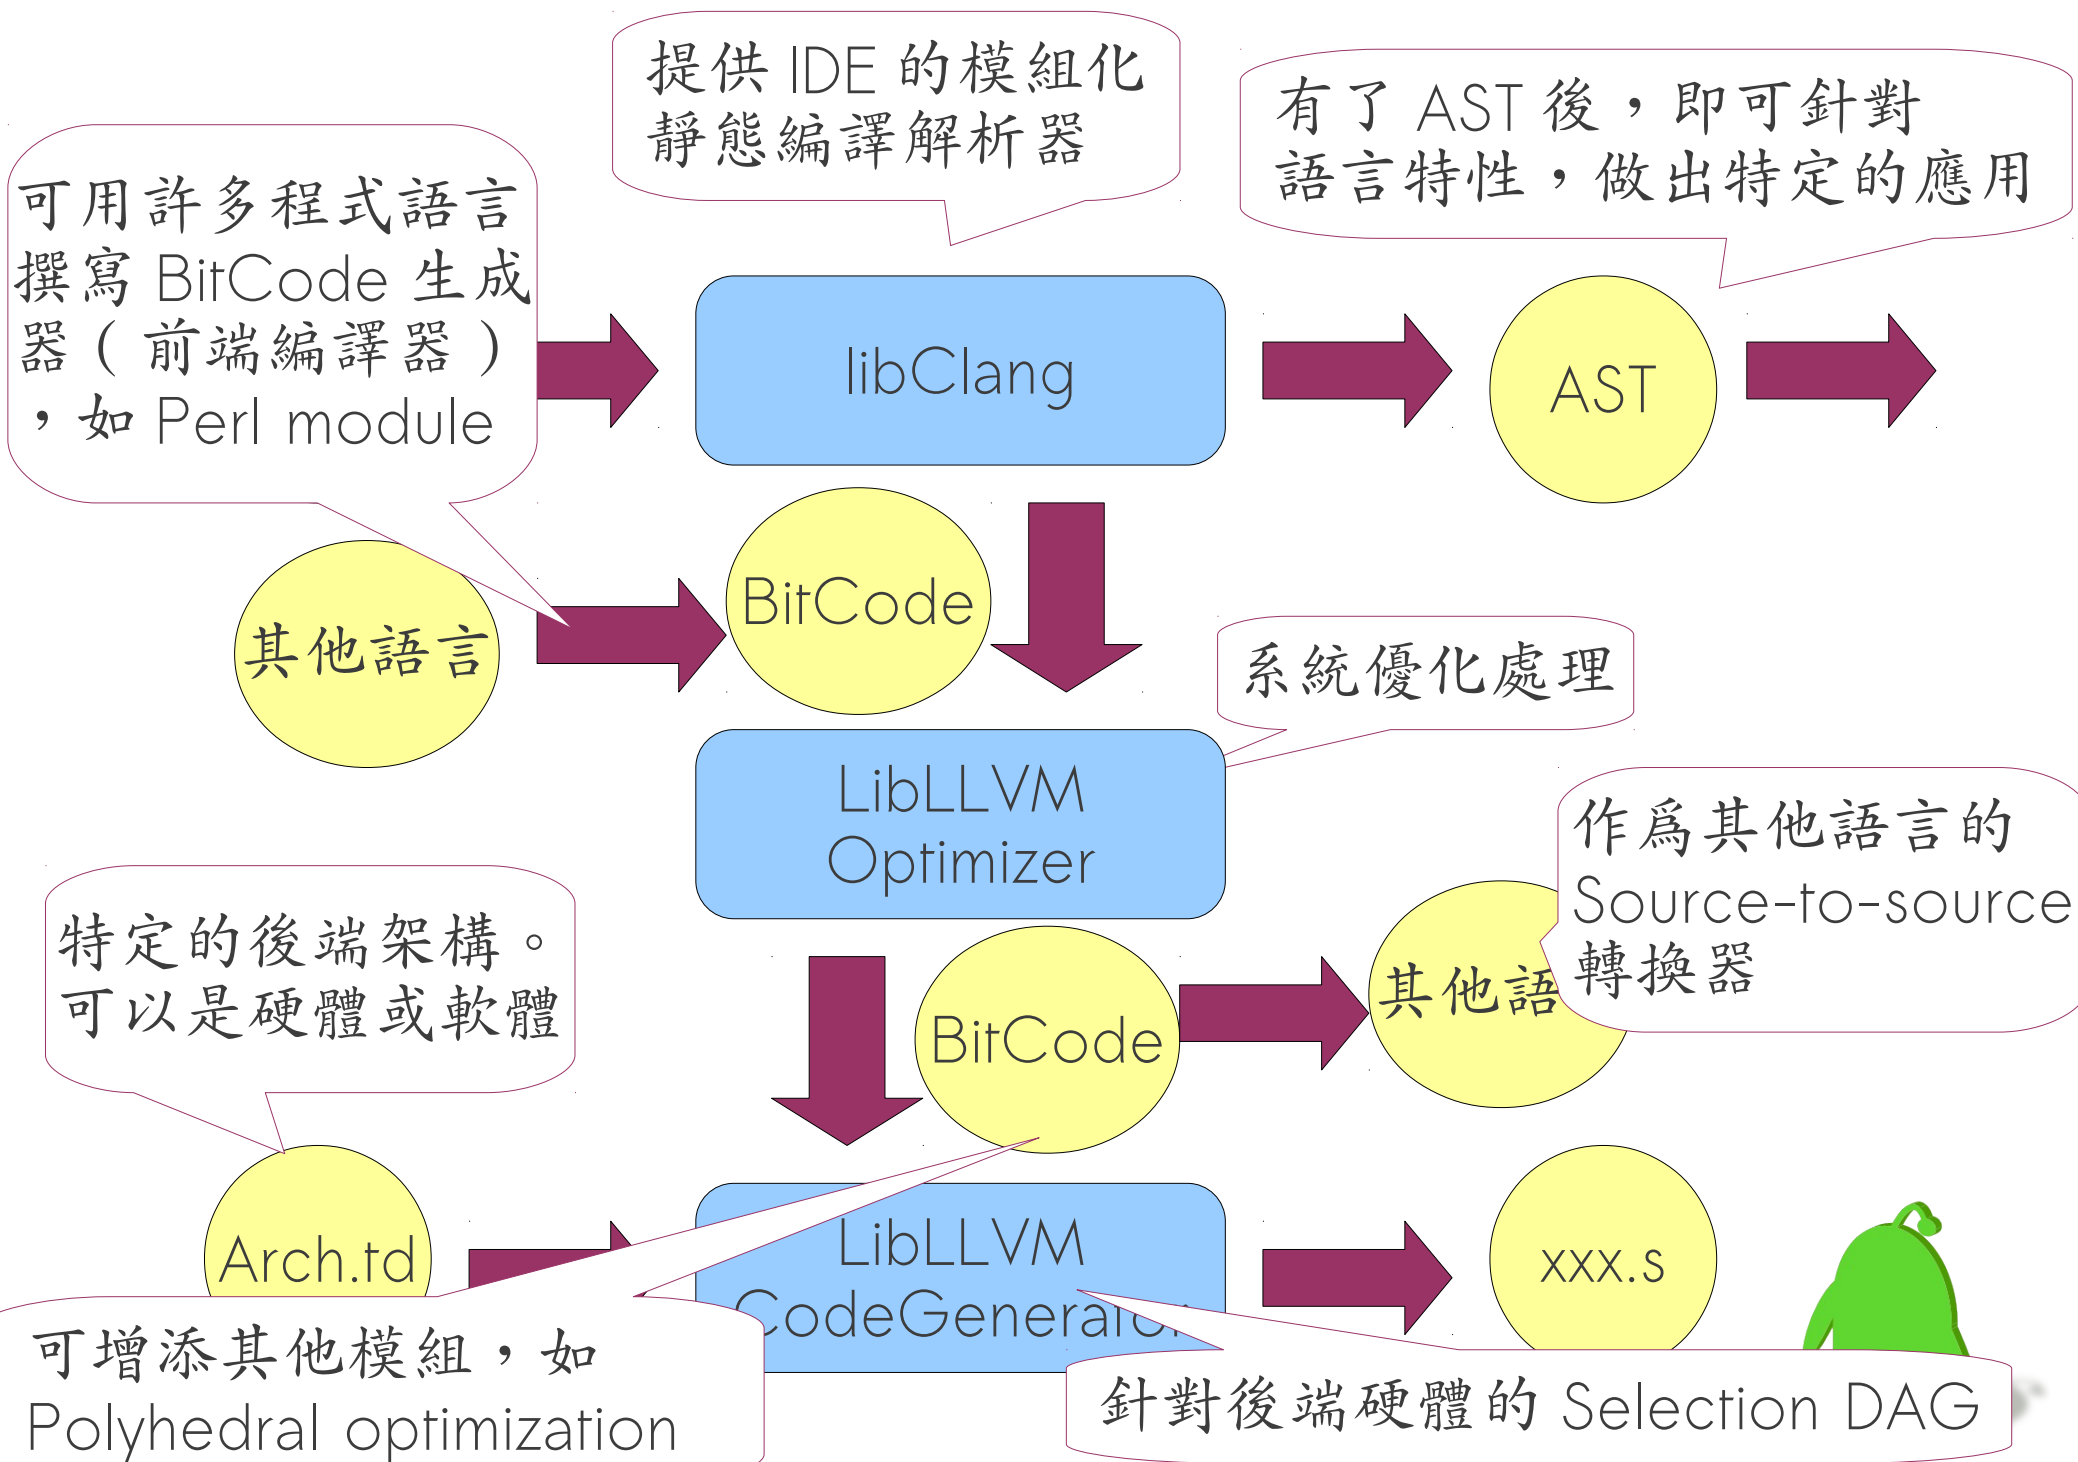 提供 IDE 的模組化
靜態編譯解析器
有了 AST 後，即可針對
語言特性，做出特定的應用
可用許多程式語言
撰寫 BitCode 生成
器（前端編譯器）
，如 Perl module
libClang
AST
BitCode
其他語言
系統優化處理
LibLLVM
Optimizer
作爲其他語言的
Source-to-source
轉換器
特定的後端架構。
可以是硬體或軟體
其他語
BitCode
Arch.td
LibLLVM
CodeGenerator
xxx.s
可增添其他模組，如
Polyhedral optimization
針對後端硬體的 Selection DAG